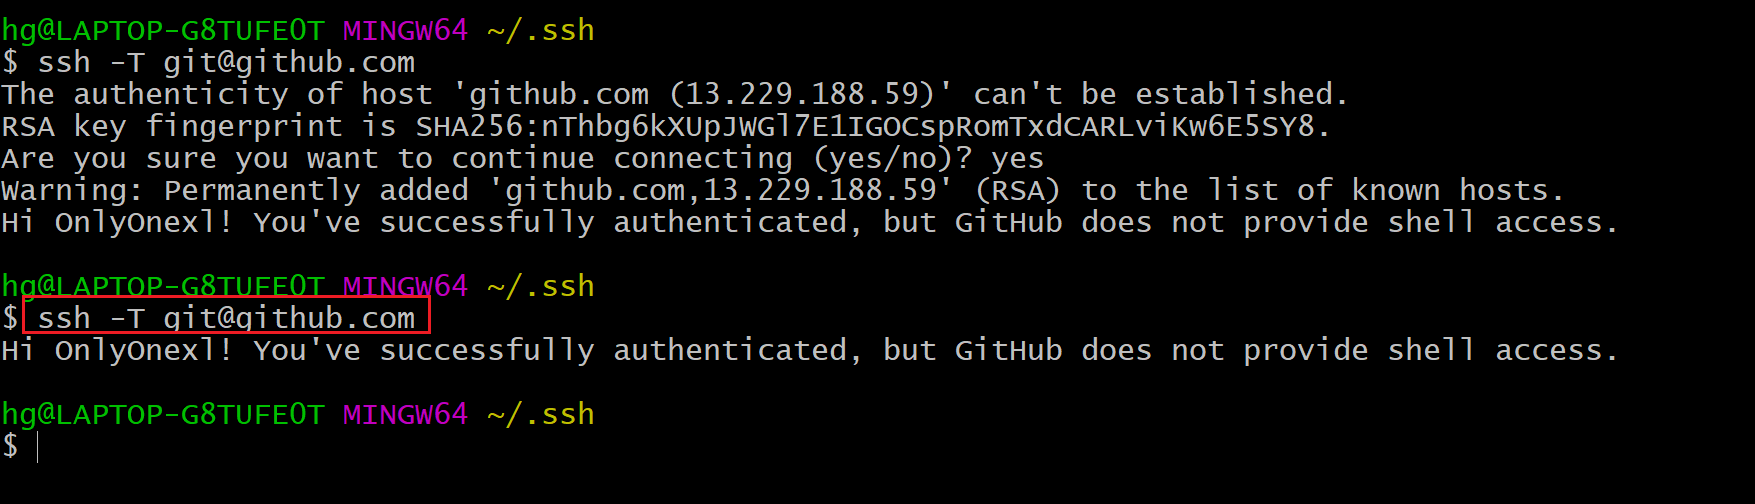 hg@LAPTOP-G8TUFE0T MINGW64 ~/.ssh
$ ssh -T git@github.com
The authenticity of host 'github.com (13.229.188.59)' can't be established.
RSA key fingerprint is SHA256:nThbg6kXUpJWGl7E1IGOCspRomTxdCARLviKw6E5SY8.
Are you sure you want to continue connecting (yes/no)? yes
Warning: Permanently added 'github.com,13.229.188.59' (RSA) to the list of known hosts.
Hi OnlyOnexl! You've successfully authenticated, but GitHub does not provide shell access.
hg@LAPTOP-G8TUFE0T MINGW64 ~/.ssh
$ ssh -T git@github.com
Hi OnlyOnexl! You've successfully authenticated, but GitHub does not provide shell access.
hg@LAPTOP-G8TUFE0T MINGW64 ~/.ssh
$